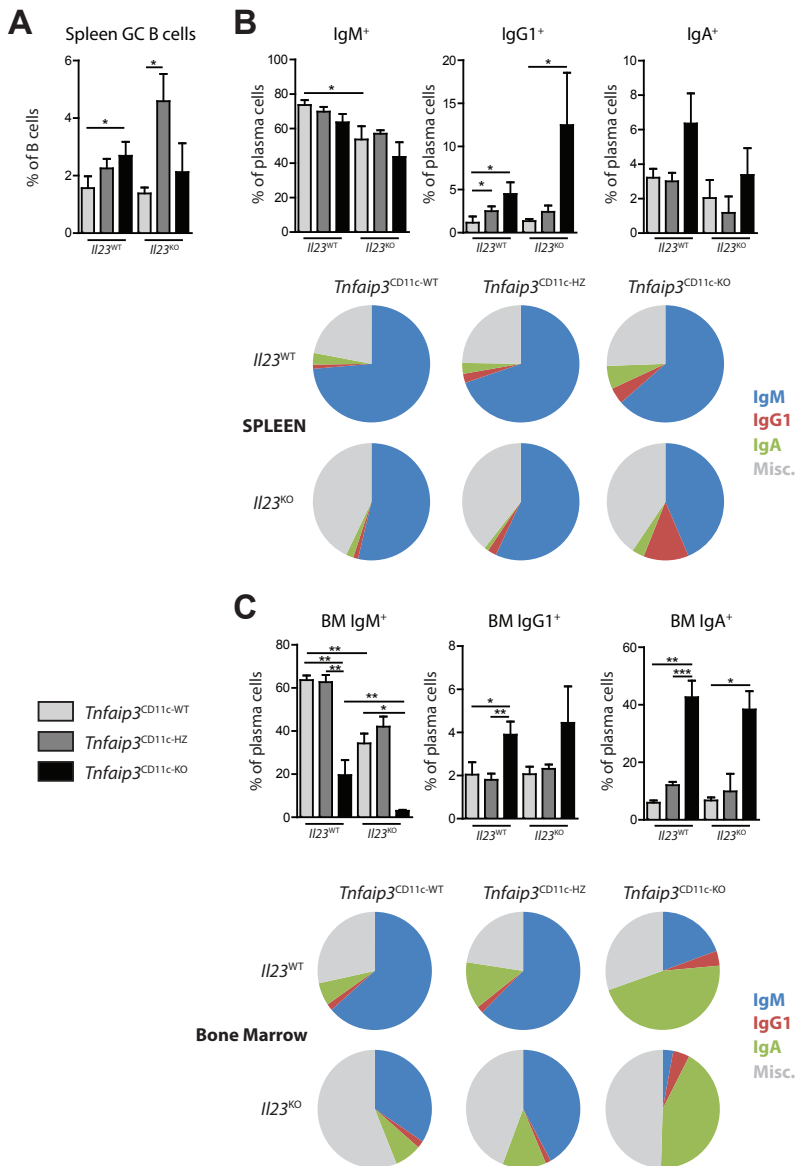 A
Spleen GC B cells
% of B cells
6
4
2
0
*
*
Il23WT
Il23KO
B
IgM+
% of plasma cells
100
80
60
40
20
0
*
Il23WT
Il23KO
IgG1+
% of plasma cells
20
15
10
5
0
*
*
*
Il23WT
Il23KO
IgA+
% of plasma cells
10
8
6
4
2
0
Il23WT
Il23KO
Tnfaip3CD11c-WT
Tnfaip3CD11c-HZ
Tnfaip3CD11c-KO
Il23WT
SPLEEN
Il23KO
IgM
IgG1
IgA
Misc.
C
Tnfaip3CD11c-WT
Tnfaip3CD11c-HZ
Tnfaip3CD11c-KO
BM IgM+
% of plasma cells
80
60
40
20
0
**
**
**
**
*
Il23WT
Il23KO
BM IgG1+
% of plasma cells
8
6
4
2
0
*
**
Il23WT
Il23KO
BM IgA+
% of plasma cells
80
60
40
20
0
**
***
*
Il23WT
Il23KO
Tnfaip3CD11c-WT
Tnfaip3CD11c-HZ
Tnfaip3CD11c-KO
Il23WT
Bone Marrow
Il23KO
IgM
IgG1
IgA
Misc.